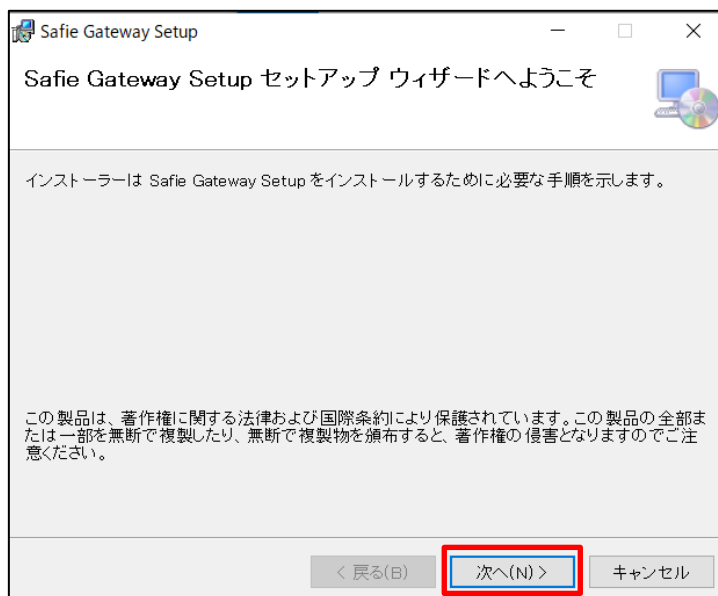 Safie Gateway Setup
Safie Gateway Setup セットアップ ウィザードへようこそ
インストーラーは Safie Gateway Setup をインストールするために必要な手順を示します。
この製品は、著作権に関する法律および国際条約により保護されています。この製品の全部ま
たは一部を無断で複製したり、無断で複製物を頒布すると、著作権の侵害となりますのでご注
意ください。
< 戻る(B) 次へ(N) > キャンセル